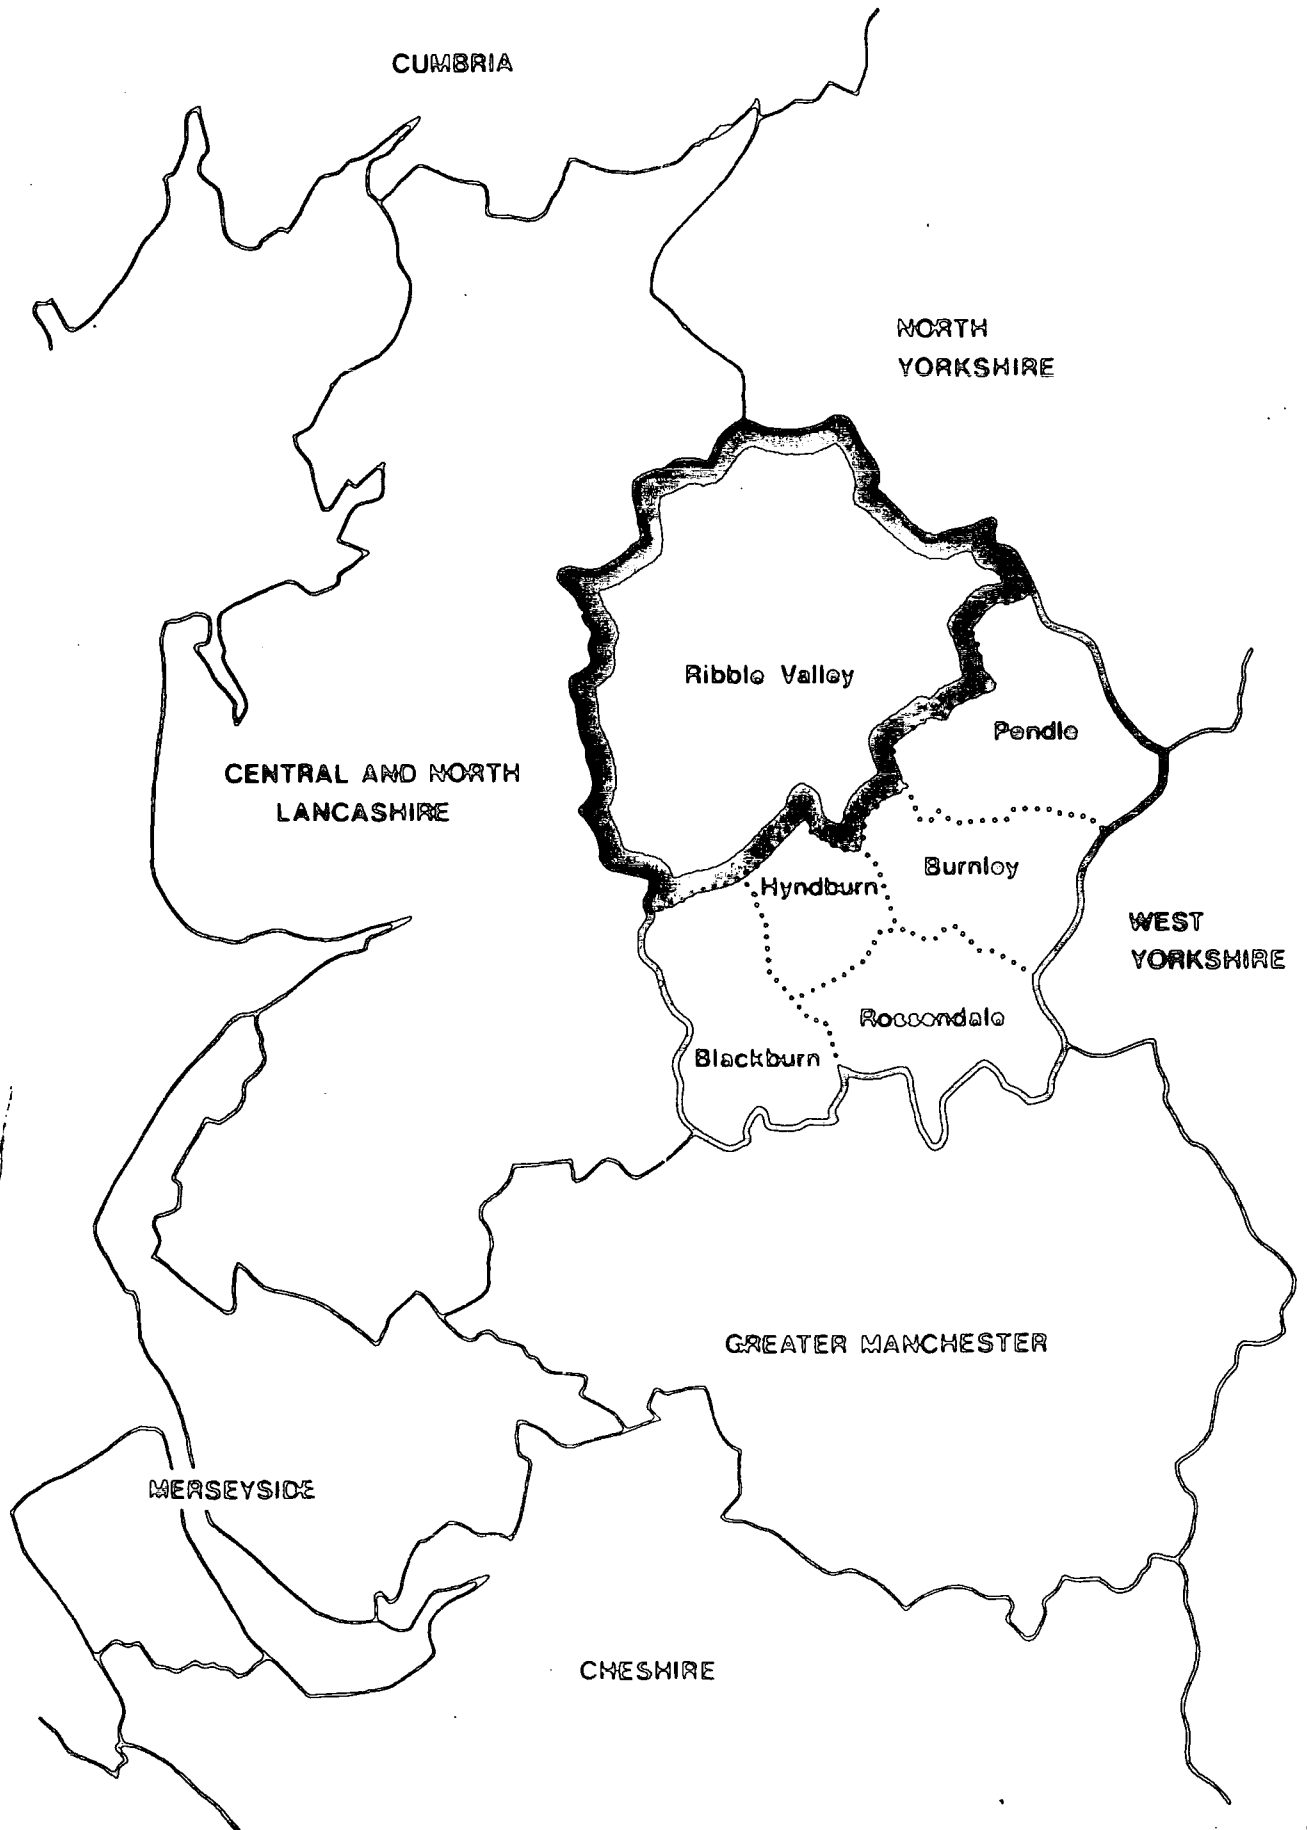 CUMBRIA
NORTH
YORKSHIRE
Ribble Valley
Pendle
CENTRAL AND NORTH
LANCASHIRE
Burnley
Hyndburn
WEST
YORKSHIRE
Rossendale
Blackburn
GREATER MANCHESTER
MERSEYSIDE
CHESHIRE